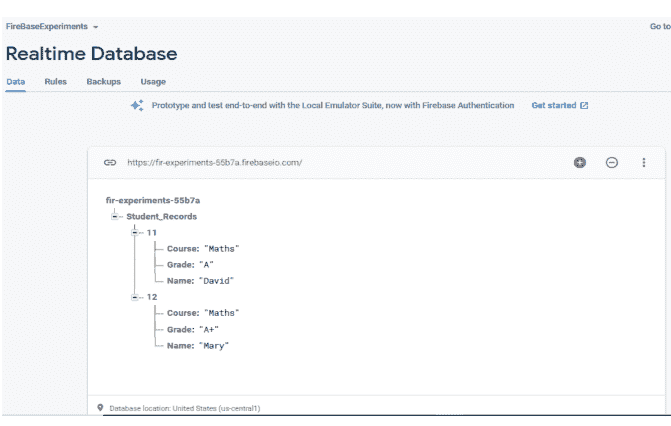 FireBaseExperiments
Go to
Realtime Database
Data Rules Backups Usage
Prototype and test end-to-end with the Local Emulator Suite, now with Firebase Authentication Get started
https://fir-experiments-55b7a.firebaseio.com/
fir-experiments-55b7a
Student_Records
11
Course: "Maths"
Grade: "A"
Name: "David"
12
Course: "Maths"
Grade: "A+"
Name: "Mary"
Database location: United States (us-central1)